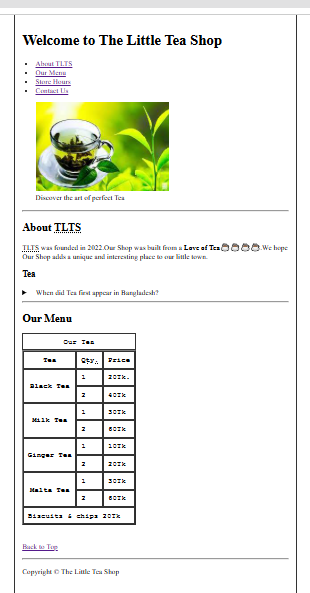 Welcome to The Little Tea Shop
About TLTS
Our Menu
Store Hours
Contact Us
Discover the art of perfect Tea
About TLTS
TLTS was founded in 2022.Our Shop was built from a Love of Tea☕☕☕☕.We hope
Our Shop adds a unique and interesting place to our little town.
Tea
▶ When did Tea first appear in Bangladesh?
Our Menu
Our Tea
Tea Qty. Price
Black Tea 1 20Tk.
2 40Tk
Milk Tea 1 30Tk
2 60Tk
Ginger Tea 1 10Tk
2 20Tk
Malta Tea 1 30Tk
2 60Tk
Biscuits & chips 20Tk
Back to Top
Copyright © The Little Tea Shop